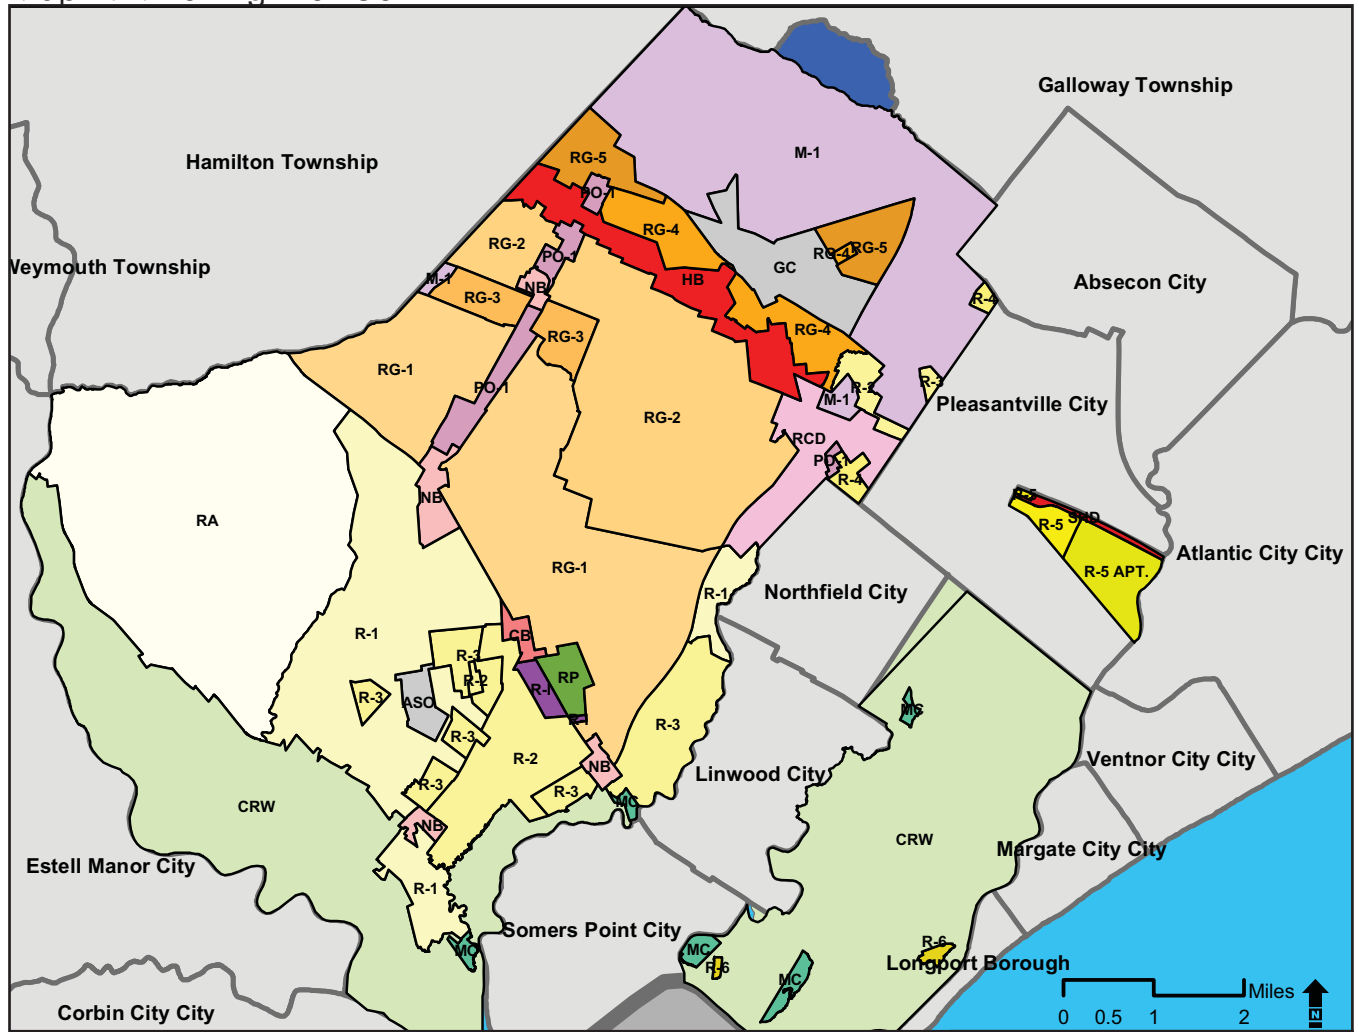 Galloway Township
Hamilton Township
M-1
RG-5
PO-1
RG-4
RG-2
PO-1
RG-4
RG-5
GC
Weymouth Township
M-1
HB
Absecon City
NB
RG-3
R-4
RG-4
RG-3
RG-1
R-2
R-3
PO-1
M-1
Pleasantville City
RG-2
RCD
PO-1
R-4
NB
R-5
SHD
R-5
RA
Atlantic City City
RG-1
R-5 APT.
R-1
Northfield City
R-1
CB
R-3
R-2
RP
R-I
R-3
ASO
MC
R-I
R-3
R-3
R-2
NB
Linwood City
Ventnor City City
R-3
R-3
MC
CRW
NB
CRW
Margate City City
Estell Manor City
R-1
Somers Point City
R-6
MC
MC
R-6
Longport Borough
MC
Miles
Corbin City City
0 0.5 1 2
N